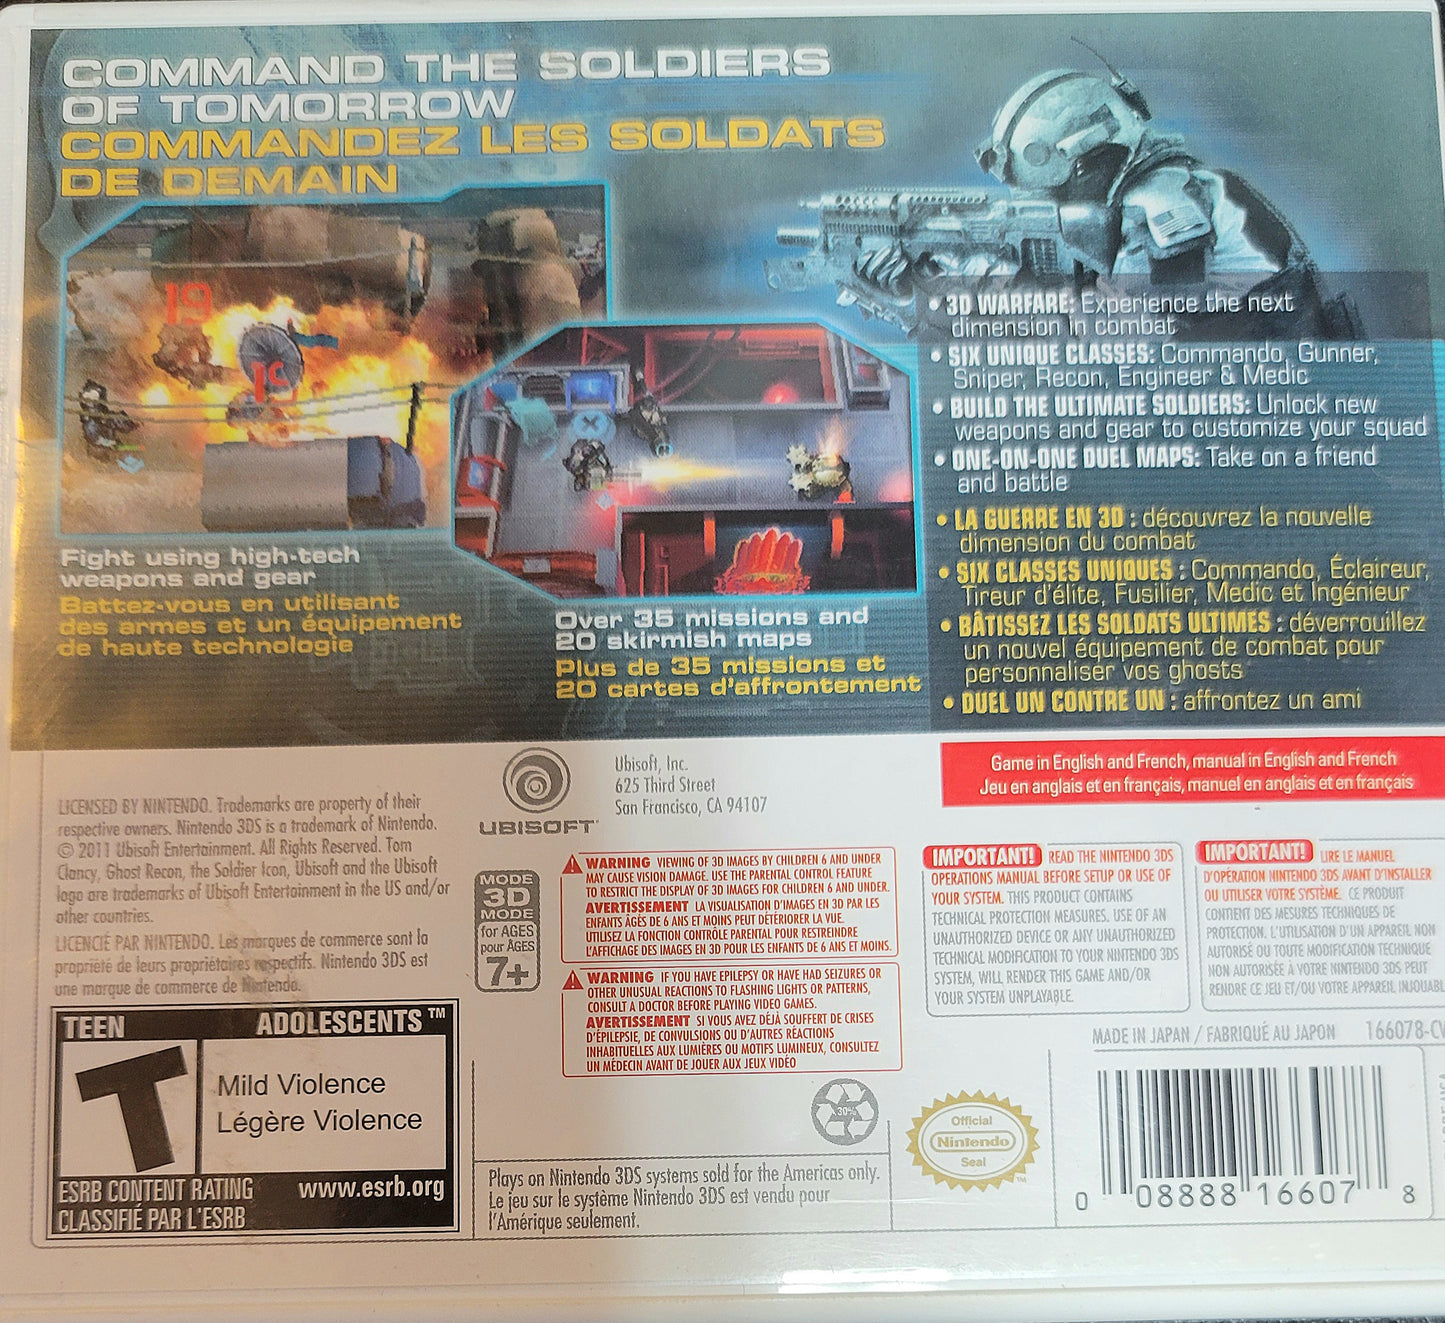 COMMAND THE SOLDIERS
OF TOMORROW
COMMANDEZ LES SOLDATS
DE DEMAIN
19
19
Fight using high-tech
weapons and gear
Battez-vous en utilisant
des armes et un équipement
de haute technologie
Over 35 missions and
20 skirmish maps
Plus de 35 missions et
20 cartes d'affrontement
• 3D WARFARE: Experience the next
dimension in combat
• SIX UNIQUE CLASSES: Commando, Gunner,
Sniper, Recon, Engineer & Medic
• BUILD THE ULTIMATE SOLDIERS: Unlock new
weapons and gear to customize your squad
• ONE-ON-ONE DUEL MAPS: Take on a friend
and battle
• LA GUERRE EN 3D : découvrez la nouvelle
dimension du combat
• SIX CLASSES UNIQUES : Commando, Éclaireur,
Tireur d'élite, Fusilier, Medic et Ingénieur
• BÂTISSEZ LES SOLDATS ULTIMES : déverrouillez
un nouvel équipement de combat pour
personnaliser vos ghosts
• DUEL UN CONTRE UN : affrontez un ami
LICENSED BY NINTENDO. Trademarks are property of their
respective owners. Nintendo 3DS is a trademark of Nintendo.
© 2011 Ubisoft Entertainment. All Rights Reserved. Tom
Clancy, Ghost Recon, the Soldier Icon, Ubisoft and the Ubisoft
logo are trademarks of Ubisoft Entertainment in the US and/or
other countries.
LICENCIÉ PAR NINTENDO. Les marques de commerce sont la
propriété de leurs propriétaires respectifs. Nintendo 3DS est
une marque de commerce de Nintendo.
TEEN ADOLESCENTS ™
T
Mild Violence
Légère Violence
ESRB CONTENT RATING www.esrb.org
CLASSIFIÉ PAR L'ESRB
UBISOFT
Ubisoft, Inc.
625 Third Street
San Francisco, CA 94107
MODE
3D
MODE
for AGES
pour ÂGES
7+
WARNING VIEWING OF 3D IMAGES BY CHILDREN 6 AND UNDER
MAY CAUSE VISION DAMAGE. USE THE PARENTAL CONTROL FEATURE
TO RESTRICT THE DISPLAY OF 3D IMAGES FOR CHILDREN 6 AND UNDER.
AVERTISSEMENT LA VISUALISATION D'IMAGES EN 3D PAR LES
ENFANTS ÂGÉS DE 6 ANS ET MOINS PEUT DÉTÉRIORER LA VUE.
UTILISEZ LA FONCTION CONTRÔLE PARENTAL POUR RESTREINDRE
L'AFFICHAGE DES IMAGES EN 3D POUR LES ENFANTS DE 6 ANS ET MOINS.
WARNING IF YOU HAVE EPILEPSY OR HAVE HAD SEIZURES OR
OTHER UNUSUAL REACTIONS TO FLASHING LIGHTS OR PATTERNS,
CONSULT A DOCTOR BEFORE PLAYING VIDEO GAMES.
AVERTISSEMENT SI VOUS AVEZ DÉJÀ SOUFFERT DE CRISES
D'ÉPILEPSIE, DE CONVULSIONS OU D'AUTRES RÉACTIONS
INHABITUELLES AUX LUMIÈRES OU MOTIFS LUMINEUX, CONSULTEZ
UN MÉDECIN AVANT DE JOUER AUX JEUX VIDÉO
30%
Plays on Nintendo 3DS systems sold for the Americas only.
Le jeu sur le système Nintendo 3DS est vendu pour
l'Amérique seulement.
Game in English and French, manual in English and French
Jeu en anglais et en français, manuel en anglais et en français
IMPORTANT! READ THE NINTENDO 3DS
OPERATIONS MANUAL BEFORE SETUP OR USE OF
YOUR SYSTEM. THIS PRODUCT CONTAINS
TECHNICAL PROTECTION MEASURES. USE OF AN
UNAUTHORIZED DEVICE OR ANY UNAUTHORIZED
TECHNICAL MODIFICATION TO YOUR NINTENDO 3DS
SYSTEM, WILL RENDER THIS GAME AND/OR
YOUR SYSTEM UNPLAYABLE.
IMPORTANT! LIRE LE MANUEL
D'OPÉRATION NINTENDO 3DS AVANT D'INSTALLER
OU UTILISER VOTRE SYSTÈME. CE PRODUIT
CONTIENT DES MESURES TECHNIQUES DE
PROTECTION. L'UTILISATION D'UN APPAREIL NON
AUTORISÉ OU TOUTE MODIFICATION TECHNIQUE
NON AUTORISÉE À VOTRE NINTENDO 3DS PEUT
RENDRE CE JEU ET/OU VOTRE APPAREIL INJOUABL
MADE IN JAPAN / FABRIQUÉ AU JAPON 166078-CV
Official
Nintendo
Seal
™
0 08888 16607 8